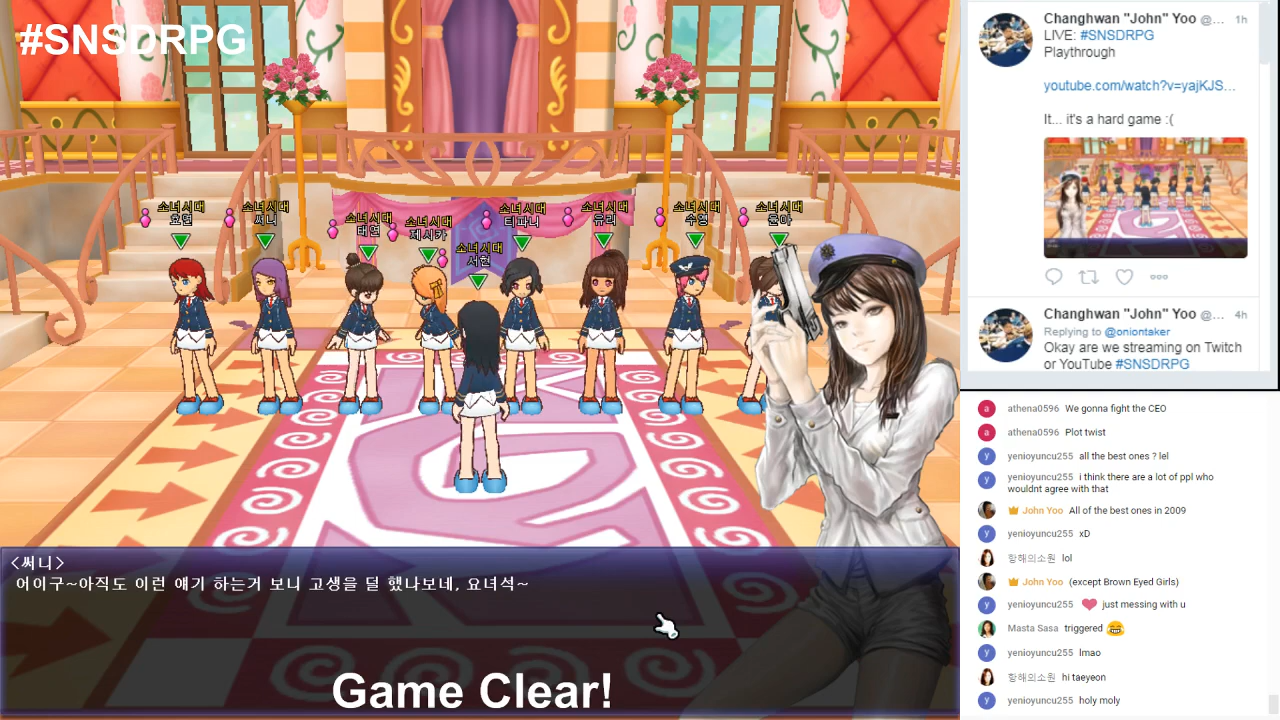 #SNSDRPG
소녀시대
효연
소녀시대
써니
소녀시대
태연
소녀시대
제시카
소녀시대
서현
소녀시대
티파니
소녀시대
유리
소녀시대
수영
소녀시대
윤아
<써니>
어이구~아직도 이런 얘기 하는거 보니 고생을 덜 했나보네, 요녀석~
Game Clear!
Changhwan "John" Yoo @... 1h
LIVE: #SNSDRPG
Playthrough
youtube.com/watch?v=yajKJS...
It... it's a hard game :(
Changhwan "John" Yoo @... 4h
Replying to @oniontaker
Okay are we streaming on Twitch
or YouTube #SNSDRPG
a athena0596 We gonna fight the CEO
a athena0596 Plot twist
y yenioyuncu255 all the best ones ? lel
y yenioyuncu255 i think there are a lot of ppl who
wouldnt agree with that
John Yoo All of the best ones in 2009
y yenioyuncu255 xD
항해의소원 lol
John Yoo (except Brown Eyed Girls)
y yenioyuncu255 just messing with u
Masta Sasa triggered
y yenioyuncu255 lmao
항해의소원 hi taeyeon
y yenioyuncu255 holy moly